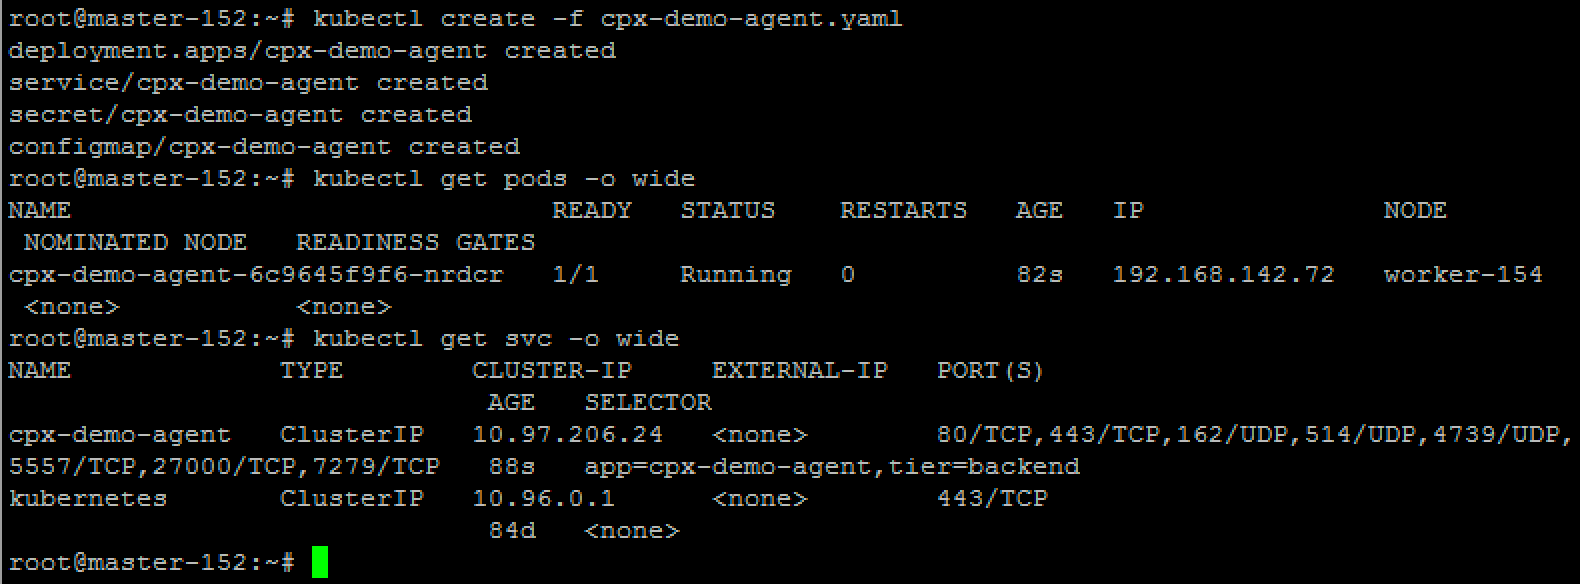 root@master-152:~# kubectl create -f cpx-demo-agent.yaml
deployment.apps/cpx-demo-agent created
service/cpx-demo-agent created
secret/cpx-demo-agent created
configmap/cpx-demo-agent created
root@master-152:~# kubectl get pods -o wide
NAME                              READY   STATUS    RESTARTS   AGE   IP               NODE
 NOMINATED NODE   READINESS GATES
cpx-demo-agent-6c9645f9f6-nrdcr   1/1     Running   0          82s   192.168.142.72   worker-154
 <none>           <none>
root@master-152:~# kubectl get svc -o wide
NAME             TYPE        CLUSTER-IP     EXTERNAL-IP   PORT(S)
                              AGE   SELECTOR
cpx-demo-agent   ClusterIP   10.97.206.24   <none>        80/TCP,443/TCP,162/UDP,514/UDP,4739/UDP,
5557/TCP,27000/TCP,7279/TCP   88s   app=cpx-demo-agent,tier=backend
kubernetes       ClusterIP   10.96.0.1      <none>        443/TCP
                              84d   <none>
root@master-152:~#